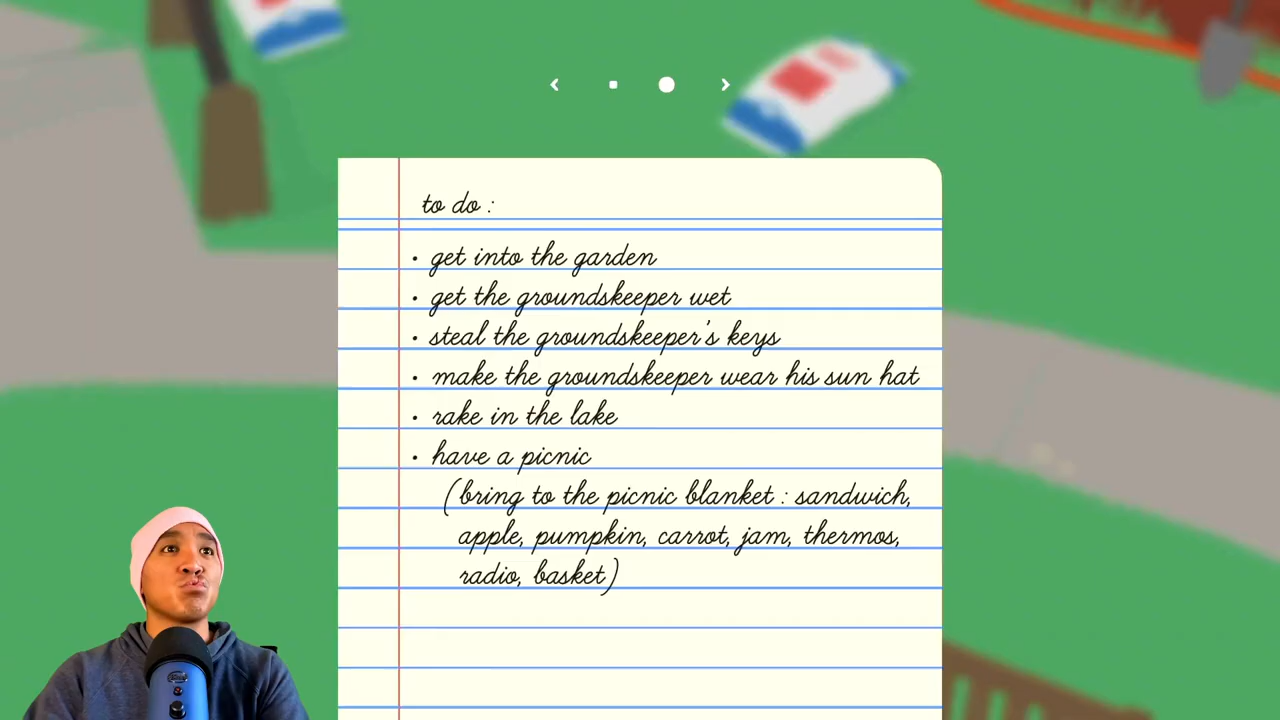 to do :
• get into the garden
• get the groundskeeper wet
• steal the groundskeeper's keys
• make the groundskeeper wear his sun hat
• rake in the lake
• have a picnic
(bring to the picnic blanket : sandwich,
apple, pumpkin, carrot, jam, thermos,
radio, basket)